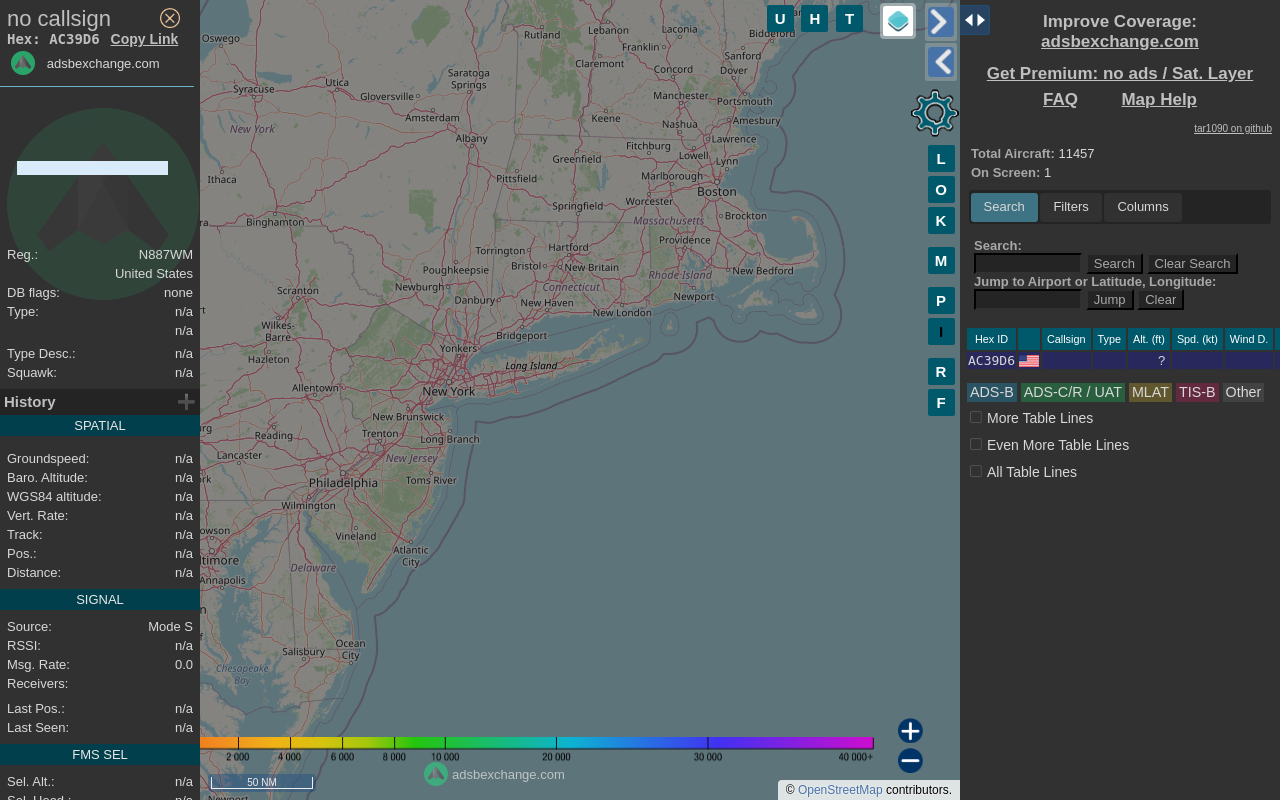 no callsign
Hex: AC39D6 Copy Link
adsbexchange.com
Reg.: N887WM
United States
DB flags: none
Type: n/a
n/a
Type Desc.: n/a
Squawk: n/a
History
SPATIAL
Groundspeed: n/a
Baro. Altitude: n/a
WGS84 altitude: n/a
Vert. Rate: n/a
Track: n/a
Pos.: n/a
Distance: n/a
SIGNAL
Source: Mode S
RSSI: n/a
Msg. Rate: 0.0
Receivers:
Last Pos.: n/a
Last Seen: n/a
FMS SEL
Sel. Alt.: n/a
U H T
L
O
K
M
P
I
R
F
Oswego
Rutland
Lebanon
Laconia
Biddeford
Franklin
Sanford
Claremont
Concord
Dover
Utica
Saratoga
Springs
Syracuse
Gloversville
Manchester
Portsmouth
Amsterdam
Keene
Amesbury
New York
Nashua
Albany
Lawrence
Fitchburg
Lowell
Greenfield
Lynn
Ithaca
Pittsfield
Marlborough
Boston
Springfield
Worcester
Brockton
Binghamton
Massachusetts
Torrington
Hartford
Providence
Poughkeepsie
Bristol
New Britain
Rhode Island
New Bedford
Scranton
Newburgh
Connecticut
Danbury
New Haven
Newport
New London
Wilkes-
Barre
Bridgeport
Hazleton
Yonkers
Long Island
Allentown
New York
New Brunswick
Reading
Trenton
Long Branch
Lancaster
New Jersey
Philadelphia
Toms River
Wilmington
Vineland
Atlantic
City
Delaware
Annapolis
Ocean
City
Salisbury
Chesapeake
Bay
2 000 4 000 6 000 8 000 10 000 20 000 30 000 40 000+
50 NM
adsbexchange.com
© OpenStreetMap contributors.
Improve Coverage:
adsbexchange.com
Get Premium: no ads / Sat. Layer
FAQ Map Help
tar1090 on github
Total Aircraft: 11457
On Screen: 1
Search Filters Columns
Search:
Search Clear Search
Jump to Airport or Latitude, Longitude:
Jump Clear
Hex ID Callsign Type Alt. (ft) Spd. (kt) Wind D.
AC39D6 ?
ADS-B ADS-C/R / UAT MLAT TIS-B Other
More Table Lines
Even More Table Lines
All Table Lines